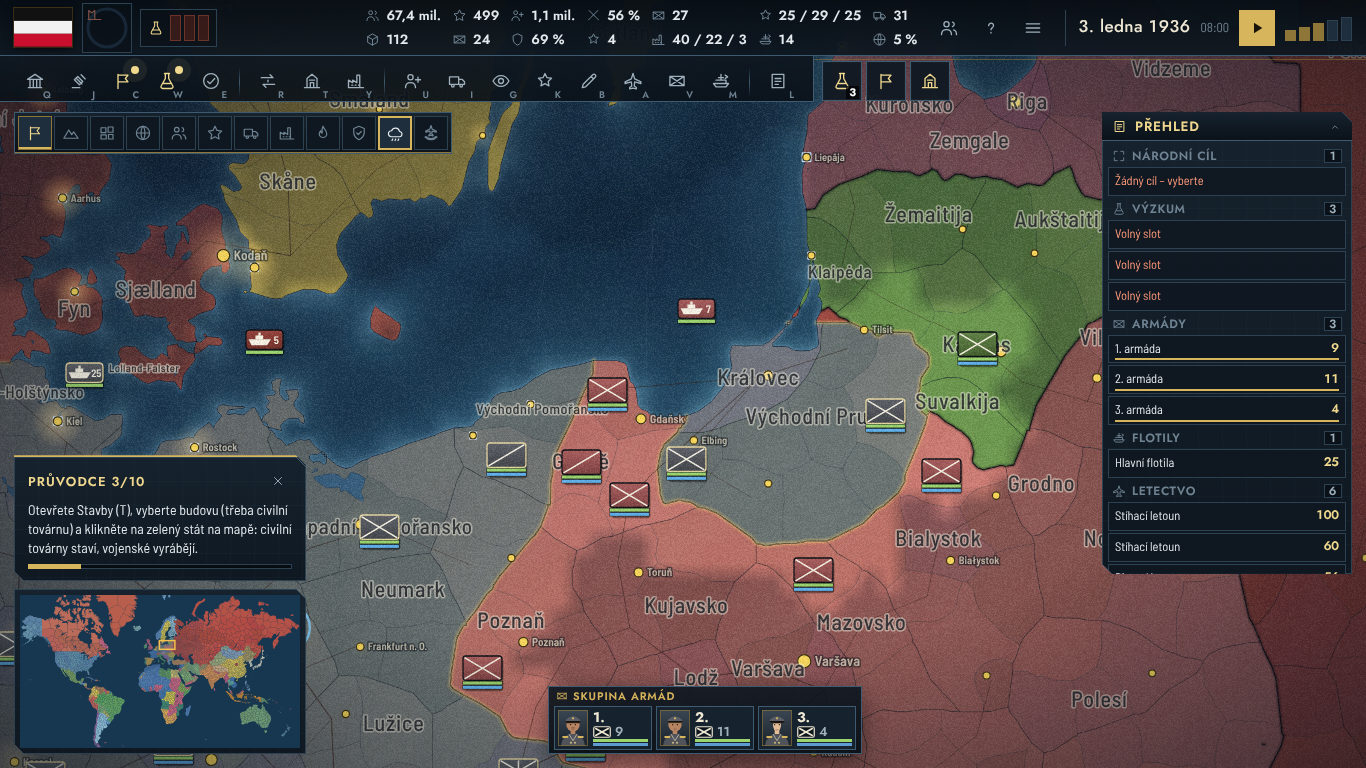 67,4 mil. 499 1,1 mil. 56 % 27 25 / 29 / 25 31
112 24 69 % 4 40 / 22 / 3 14 5 %
?
3. ledna 1936 08:00
Q J C W E R T Y U I G K B A V M L
3
Vidzeme
Småland
Kuronsko
Riga
Zemgale
Liepāja
Skåne
Aarhus
Žemaitija
Aukštaitij
Kodaň
Klaipėda
Sjælland
Fyn
7
Tilsit
5
25
Lolland-Falster
-Holštýnsko
Královec
Suvalkija
Východní Pomořansko
Východní Pru
Gdańsk
Kiel
Elbing
Rostock
Grodno
Bialystok
Białystok
Toruń
Neumark
Kujavsko
Mazovsko
Poznaň
Poznaň
Frankfurt n. O.
Varšava
Varšava
Lodž
Polesí
Lužice
PŘEHLED
NÁRODNÍ CÍL 1
Žádný cíl – vyberte
VÝZKUM 3
Volný slot
Volný slot
Volný slot
ARMÁDY 3
1. armáda 9
2. armáda 11
3. armáda 4
FLOTILY 1
Hlavní flotila 25
LETECTVO 6
Stíhací letoun 100
Stíhací letoun 60
PRŮVODCE 3/10
Otevřete Stavby (T), vyberte budovu (třeba civilní
továrnu) a klikněte na zelený stát na mapě: civilní
továrny staví, vojenské vyrábějí.
SKUPINA ARMÁD
1. 9
2. 11
3. 4